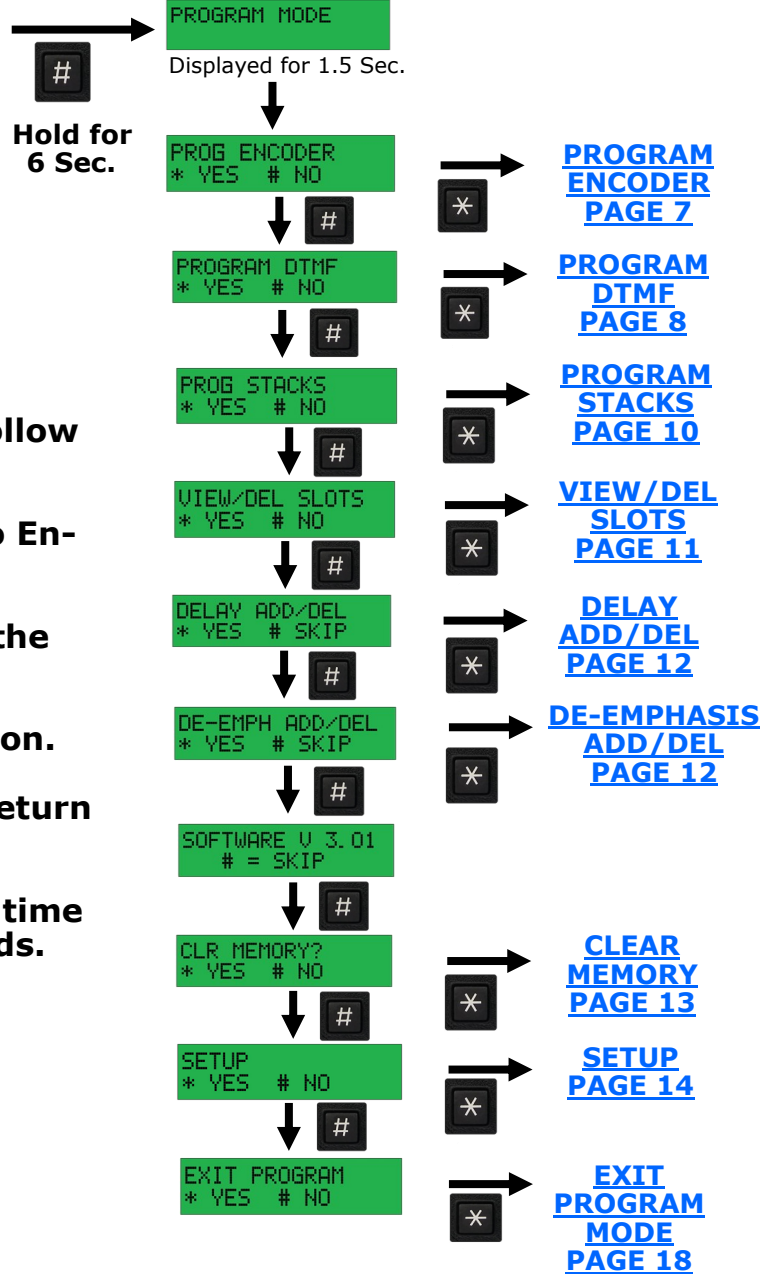 PROGRAM MODE
#
Displayed for 1.5 Sec.
Hold for
6 Sec.
PROG ENCODER
* YES # NO
*
PROGRAM
ENCODER
PAGE 7
#
PROGRAM DTMF
* YES # NO
*
PROGRAM
DTMF
PAGE 8
#
PROG STACKS
* YES # NO
*
PROGRAM
STACKS
PAGE 10
#
VIEW/DEL SLOTS
* YES # NO
*
VIEW/DEL
SLOTS
PAGE 11
#
DELAY ADD/DEL
* YES # SKIP
*
DELAY
ADD/DEL
PAGE 12
#
DE-EMPH ADD/DEL
* YES # SKIP
*
DE-EMPHASIS
ADD/DEL
PAGE 12
#
SOFTWARE V 3.01
# = SKIP
#
CLR MEMORY?
* YES # NO
*
CLEAR
MEMORY
PAGE 13
#
SETUP
* YES # NO
*
SETUP
PAGE 14
#
EXIT PROGRAM
* YES # NO
*
EXIT
PROGRAM
MODE
PAGE 18
En-
the
on.
time